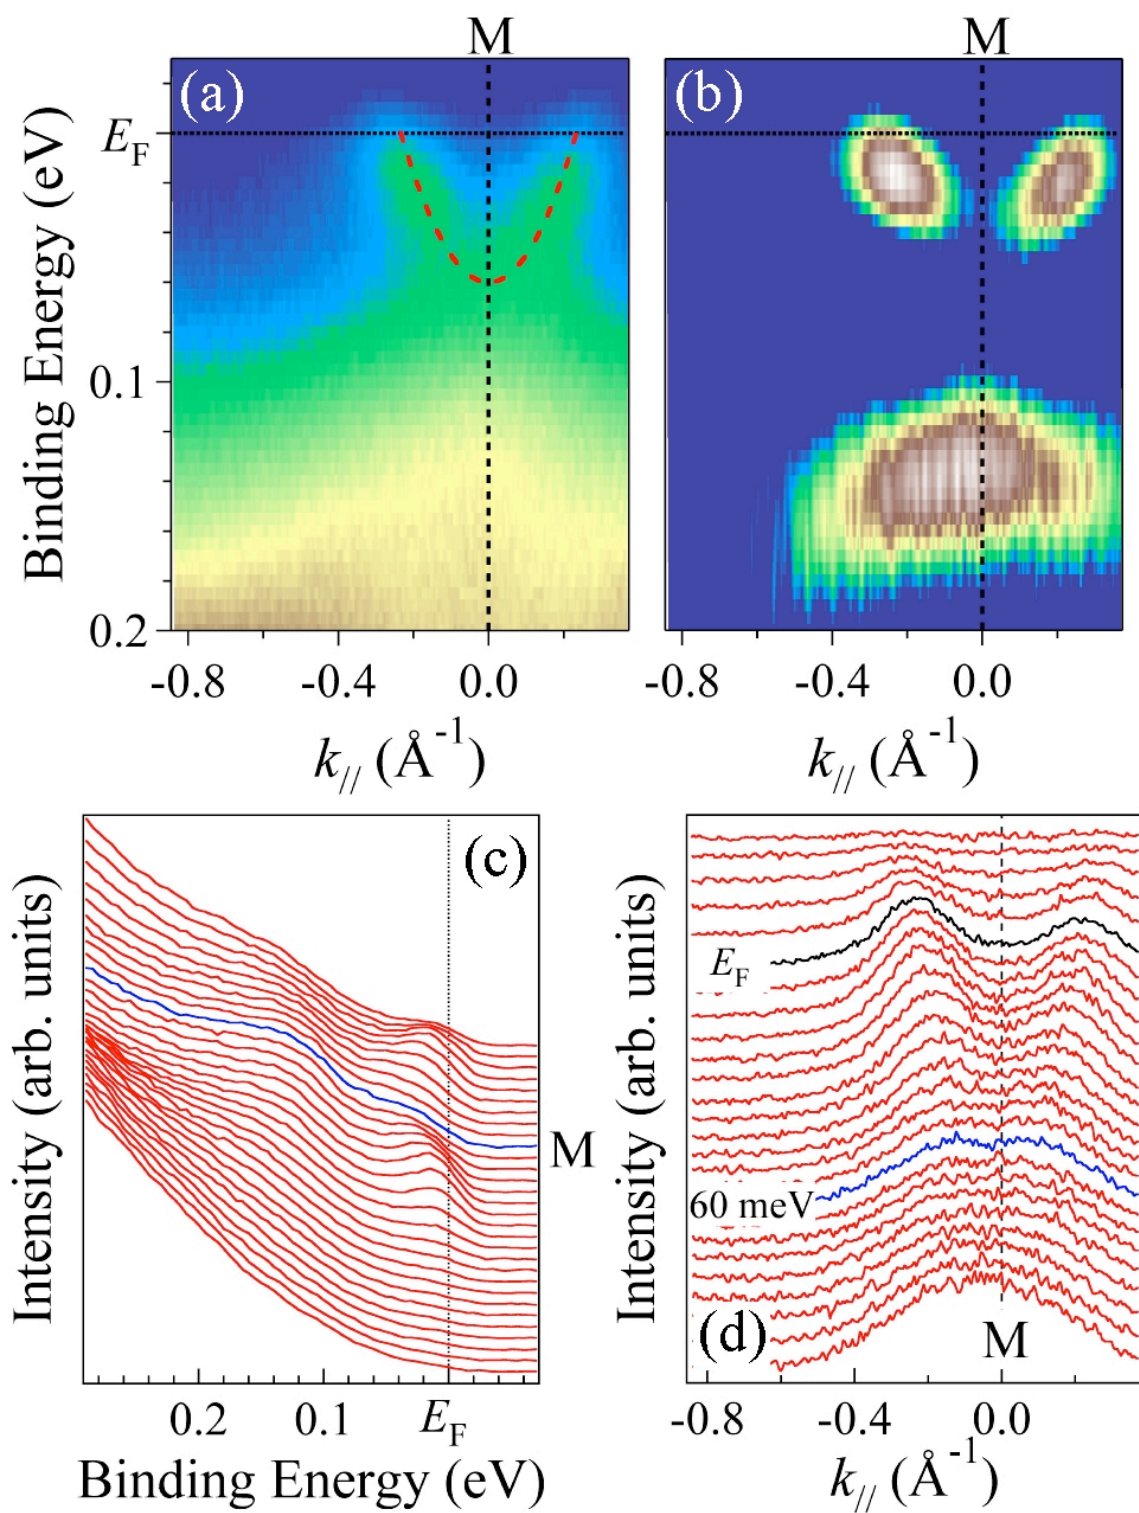 M M
(a) (b)
E_F
Binding Energy (eV)
0.1
0.2
-0.8 -0.4 0.0 -0.8 -0.4 0.0
k_// (Å^-1) k_// (Å^-1)
(c)
Intensity (arb. units)
M
0.2 0.1 E_F
Binding Energy (eV)
Intensity (arb. units)
E_F
60 meV
(d) M
-0.8 -0.4 0.0
k_// (Å^-1)